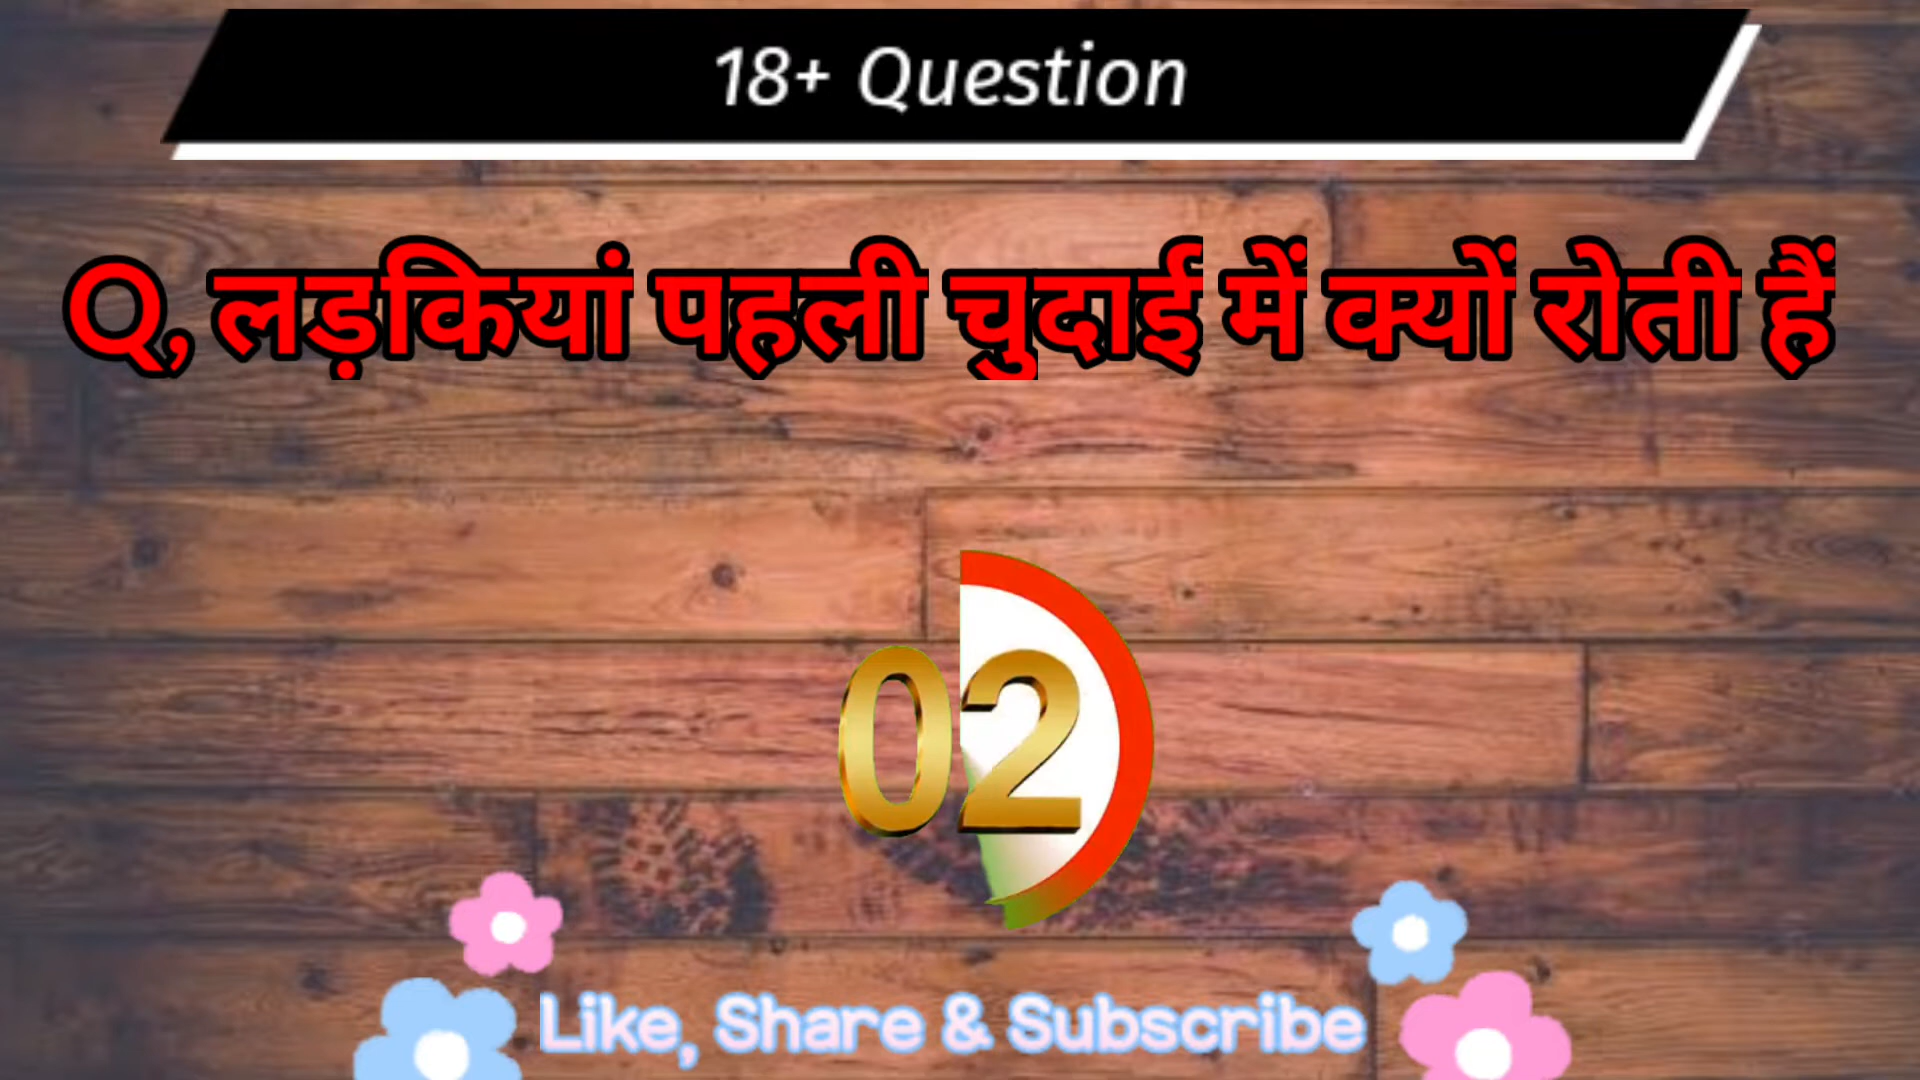 18+ Question
Q, लड़कियां पहली चुदाई में क्यों रोती हैं
02
Like, Share & Subscribe